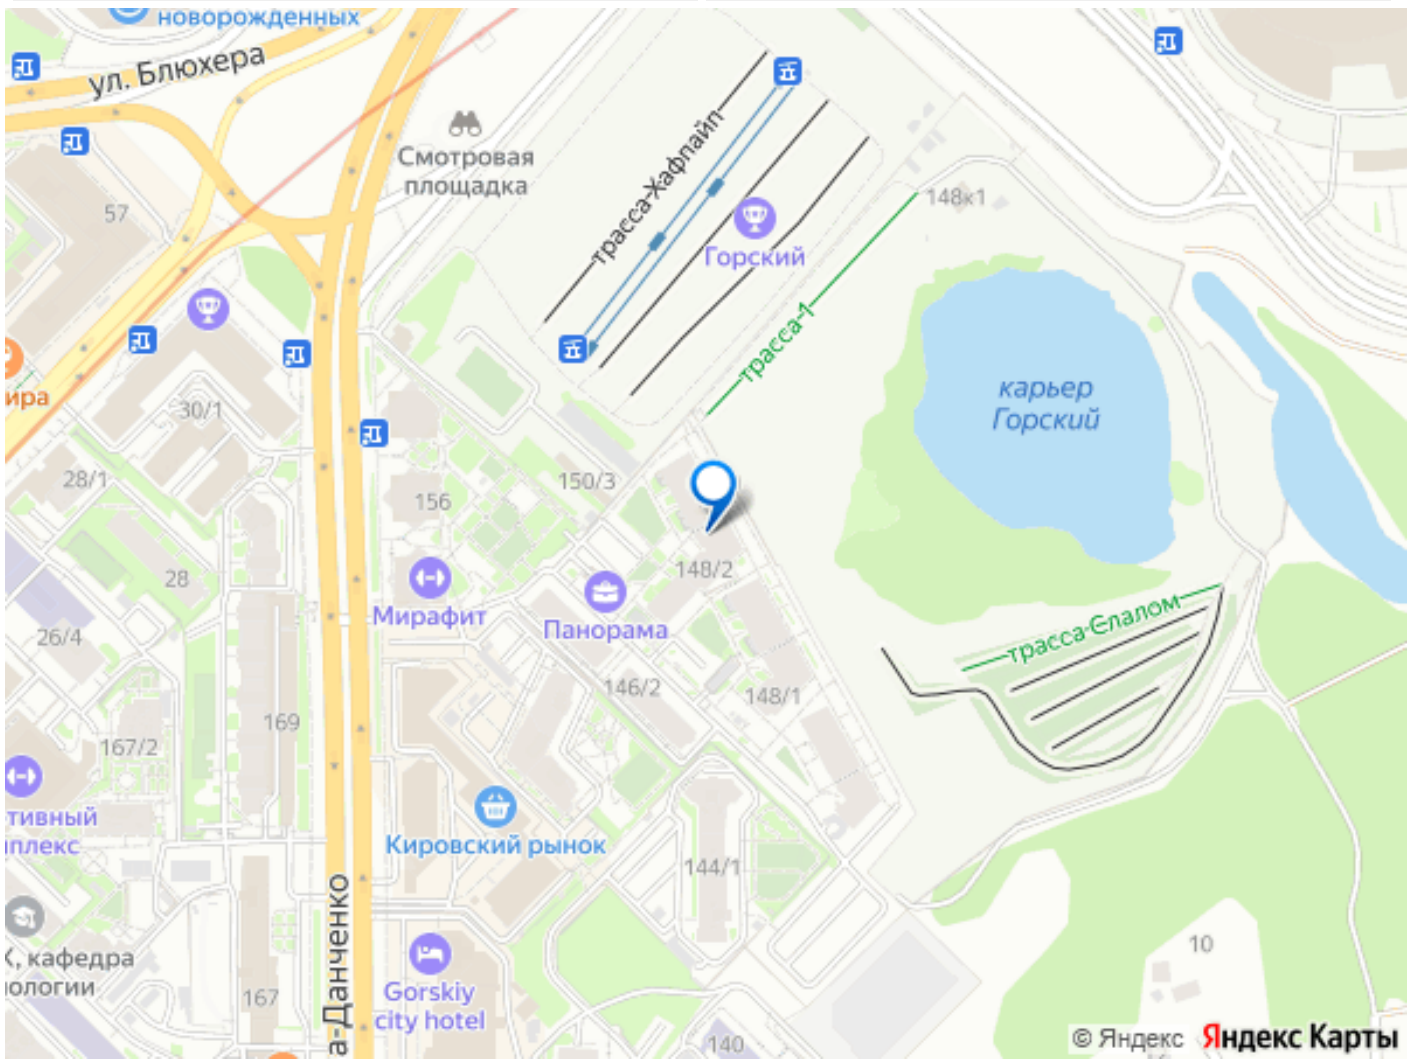 новорожденных
ул. Блюхера
Смотровая
площадка
57
трасса-Хафпайп
Горский
148к1
трасса-1
карьер
Горский
ира
30/1
28/1
150/3
156
28
148/2
Мирафит
Панорама
26/4
трасса-Слалом
146/2
148/1
169
167/2
тивный
плекс
Кировский рынок
144/1
а-Данченко
, кафедра
ологии
167
Gorskiy
city hotel
10
140
© Яндекс Яндекс Карты